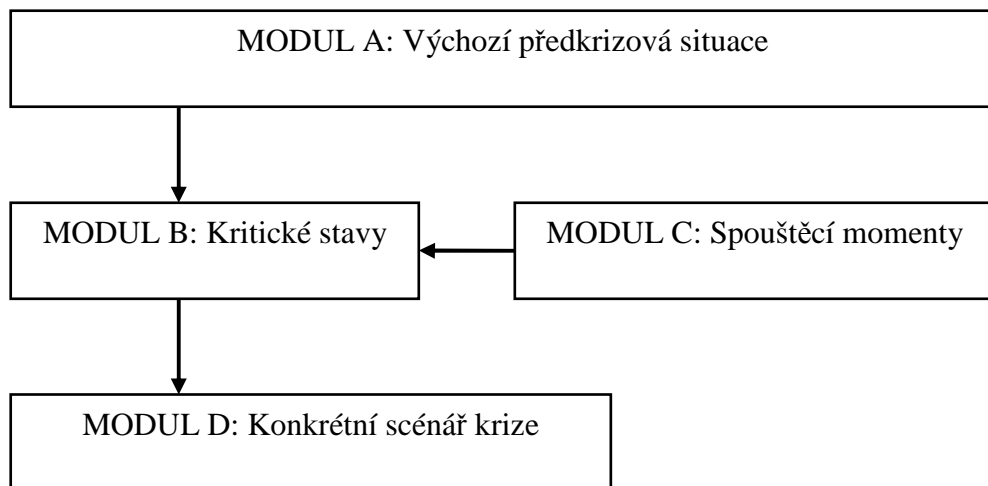 MODUL A: Výchozí předkrizová situace
MODUL B: Kritické stavy
MODUL C: Spouštěcí momenty
MODUL D: Konkrétní scénář krize